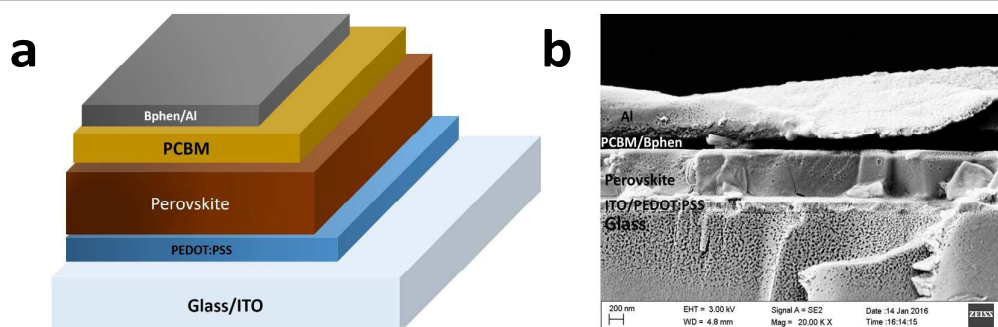 a
Bphen/Al
PCBM
Perovskite
PEDOT:PSS
Glass/ITO
b
Al
PCBM/Bphen
Perovskite
ITO/PEDOT:PSS
Glass
200 nm
EHT = 3.00 kV
Signal A = SE2
Date :14 Jan 2016
WD = 4.8 mm
Mag = 20.00 K X
Time :16:14:15
ZEISS